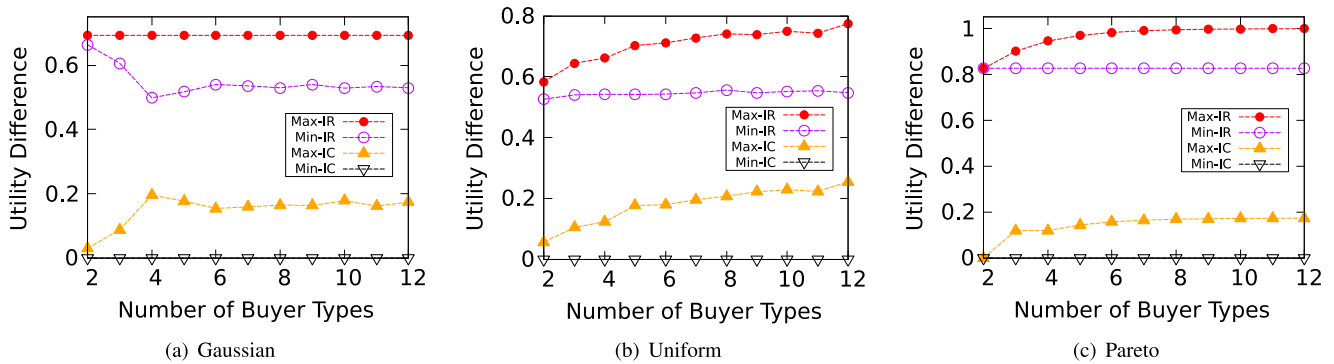 Utility Difference
0.6
0.4
0.2
0
Max-IR
Min-IR
Max-IC
Min-IC
2 4 6 8 10 12
Number of Buyer Types
(a) Gaussian
Utility Difference
0.8
0.6
0.4
0.2
0
Max-IR
Min-IR
Max-IC
Min-IC
2 4 6 8 10 12
Number of Buyer Types
(b) Uniform
Utility Difference
1
0.8
0.6
0.4
0.2
0
Max-IR
Min-IR
Max-IC
Min-IC
2 4 6 8 10 12
Number of Buyer Types
(c) Pareto